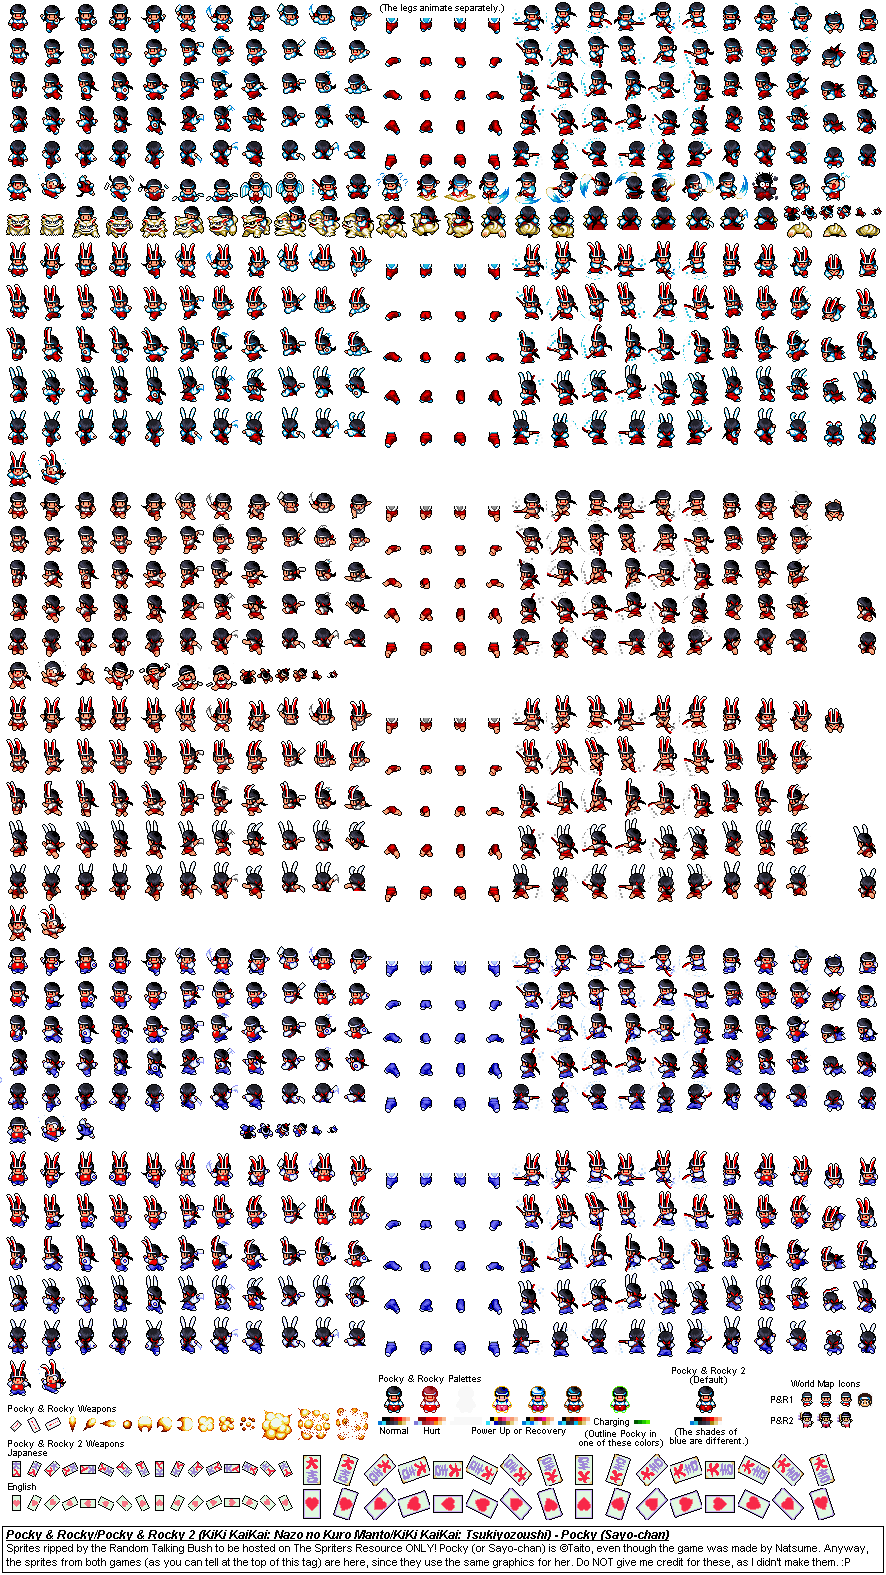 (The legs animate separately.)
Pocky & Rocky Palettes
Normal
Hurt
Power Up or Recovery
Charging
(Outline Pocky in
one of these colors)
Pocky & Rocky 2
(Default)
(The shades of
blue are different.)
World Map Icons
P&R1
P&R2
Pocky & Rocky Weapons
Pocky & Rocky 2 Weapons
Japanese
English
Pocky & Rocky/Pocky & Rocky 2 (KiKi KaiKai: Nazo no Kuro Manto/KiKi KaiKai: Tsukiyozoushi) - Pocky (Sayo-chan)
Sprites ripped by the Random Talking Bush to be hosted on The Spriters Resource ONLY! Pocky (or Sayo-chan) is ©Taito, even though the game was made by Natsume. Anyway,
the sprites from both games (as you can tell at the top of this tag) are here, since they use the same graphics for her. Do NOT give me credit for these, as I didn't make them. :P